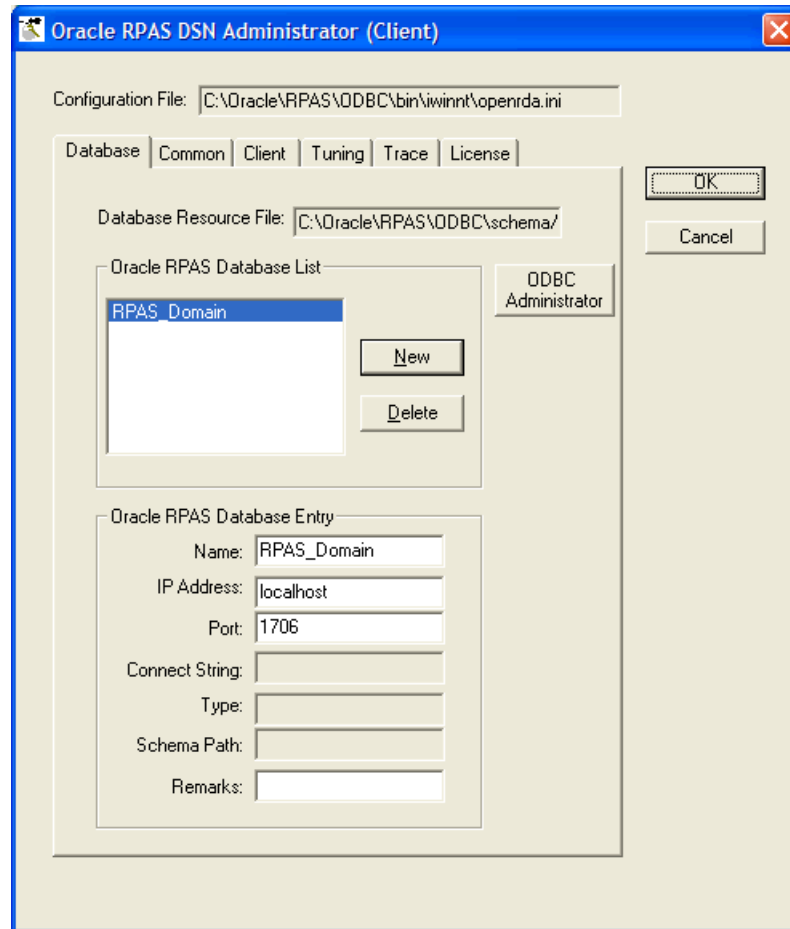 Oracle RPAS DSN Administrator (Client)
Configuration File: C:\Oracle\RPAS\ODBC\bin\iwinnt\openrda.ini
Database Common Client Tuning Trace License
OK
Database Resource File: C:\Oracle\RPAS\ODBC\schema/
Cancel
Oracle RPAS Database List
ODBC
Administrator
RPAS_Domain
New
Delete
Oracle RPAS Database Entry
Name: RPAS_Domain
IP Address: localhost
Port: 1706
Connect String:
Type:
Schema Path:
Remarks: